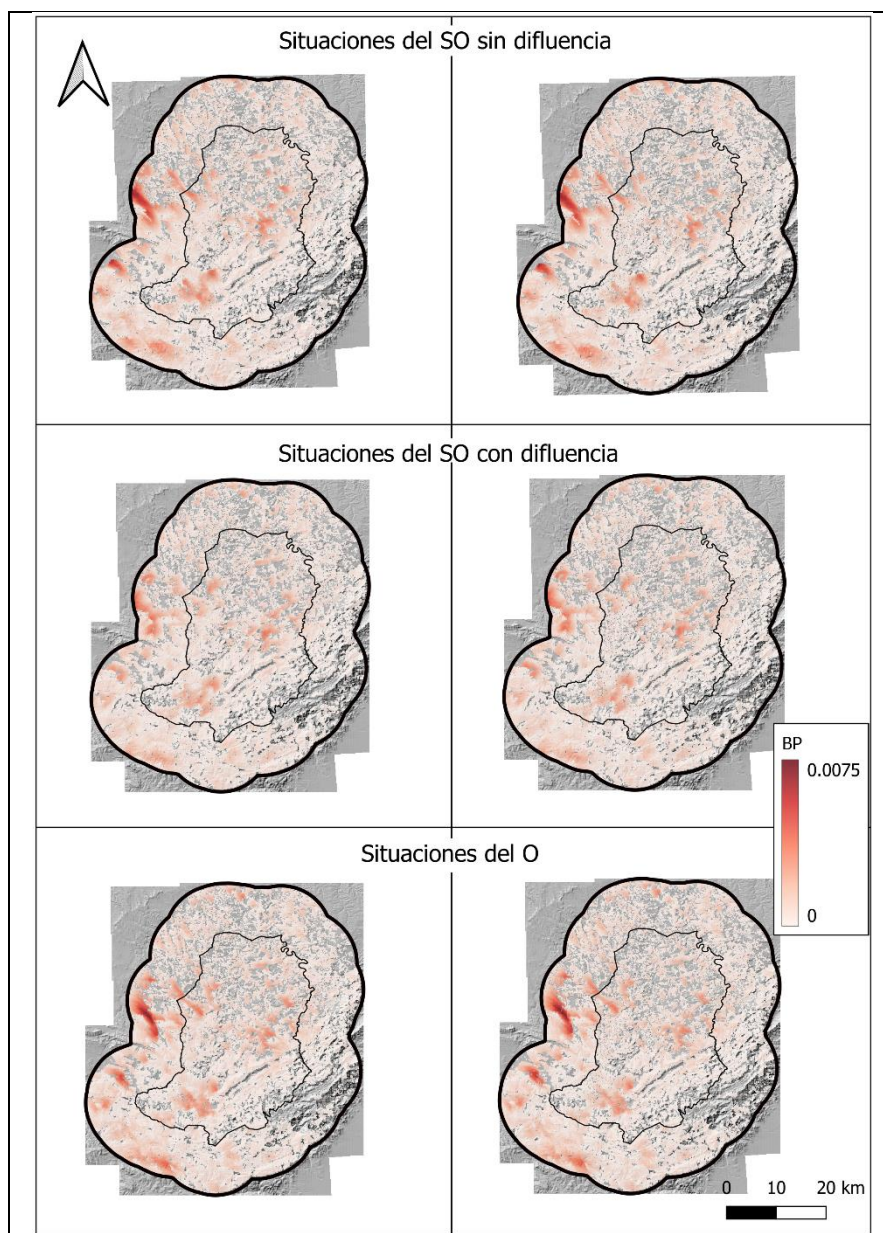 Situaciones del SO sin difluencia
Situaciones del SO con difluencia
BP
0.0075
0
Situaciones del O
0 10 20 km